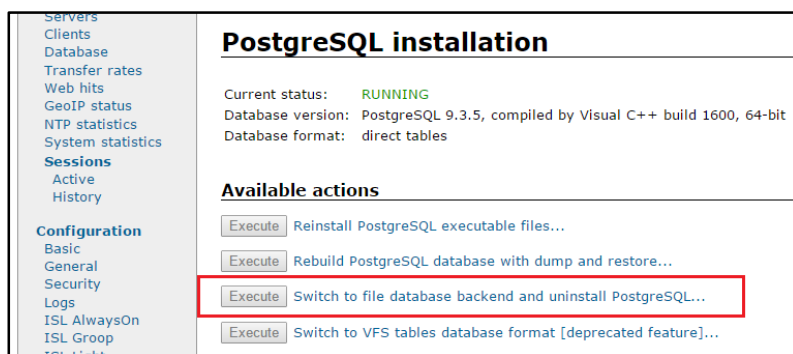 Servers
Clients
Database
Transfer rates
Web hits
GeoIP status
NTP statistics
System statistics
Sessions
Active
History
Configuration
Basic
General
Security
Logs
ISL AlwaysOn
ISL Groop
PostgreSQL installation
Current status: RUNNING
Database version: PostgreSQL 9.3.5, compiled by Visual C++ build 1600, 64-bit
Database format: direct tables
Available actions
Execute Reinstall PostgreSQL executable files...
Execute Rebuild PostgreSQL database with dump and restore...
Execute Switch to file database backend and uninstall PostgreSQL...
Execute Switch to VFS tables database format [deprecated feature]...